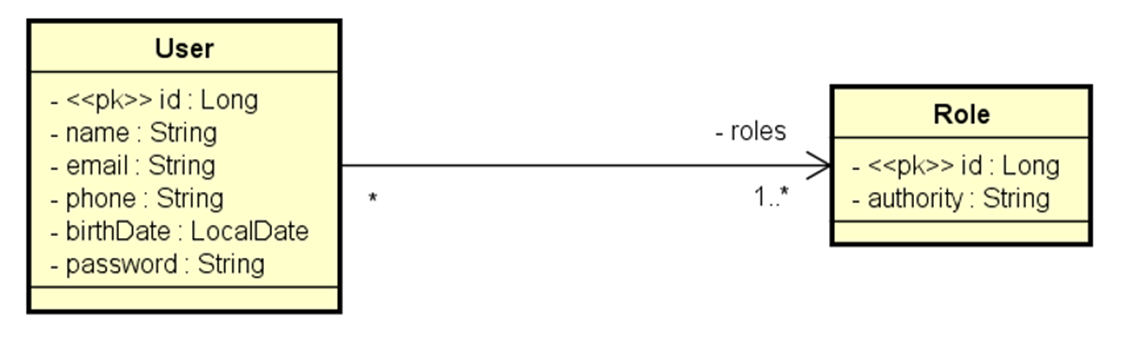 User
- <<pk>> id : Long
- name : String
- email : String
- phone : String
- birthDate : LocalDate
- password : String
*
- roles
1..*
Role
- <<pk>> id : Long
- authority : String